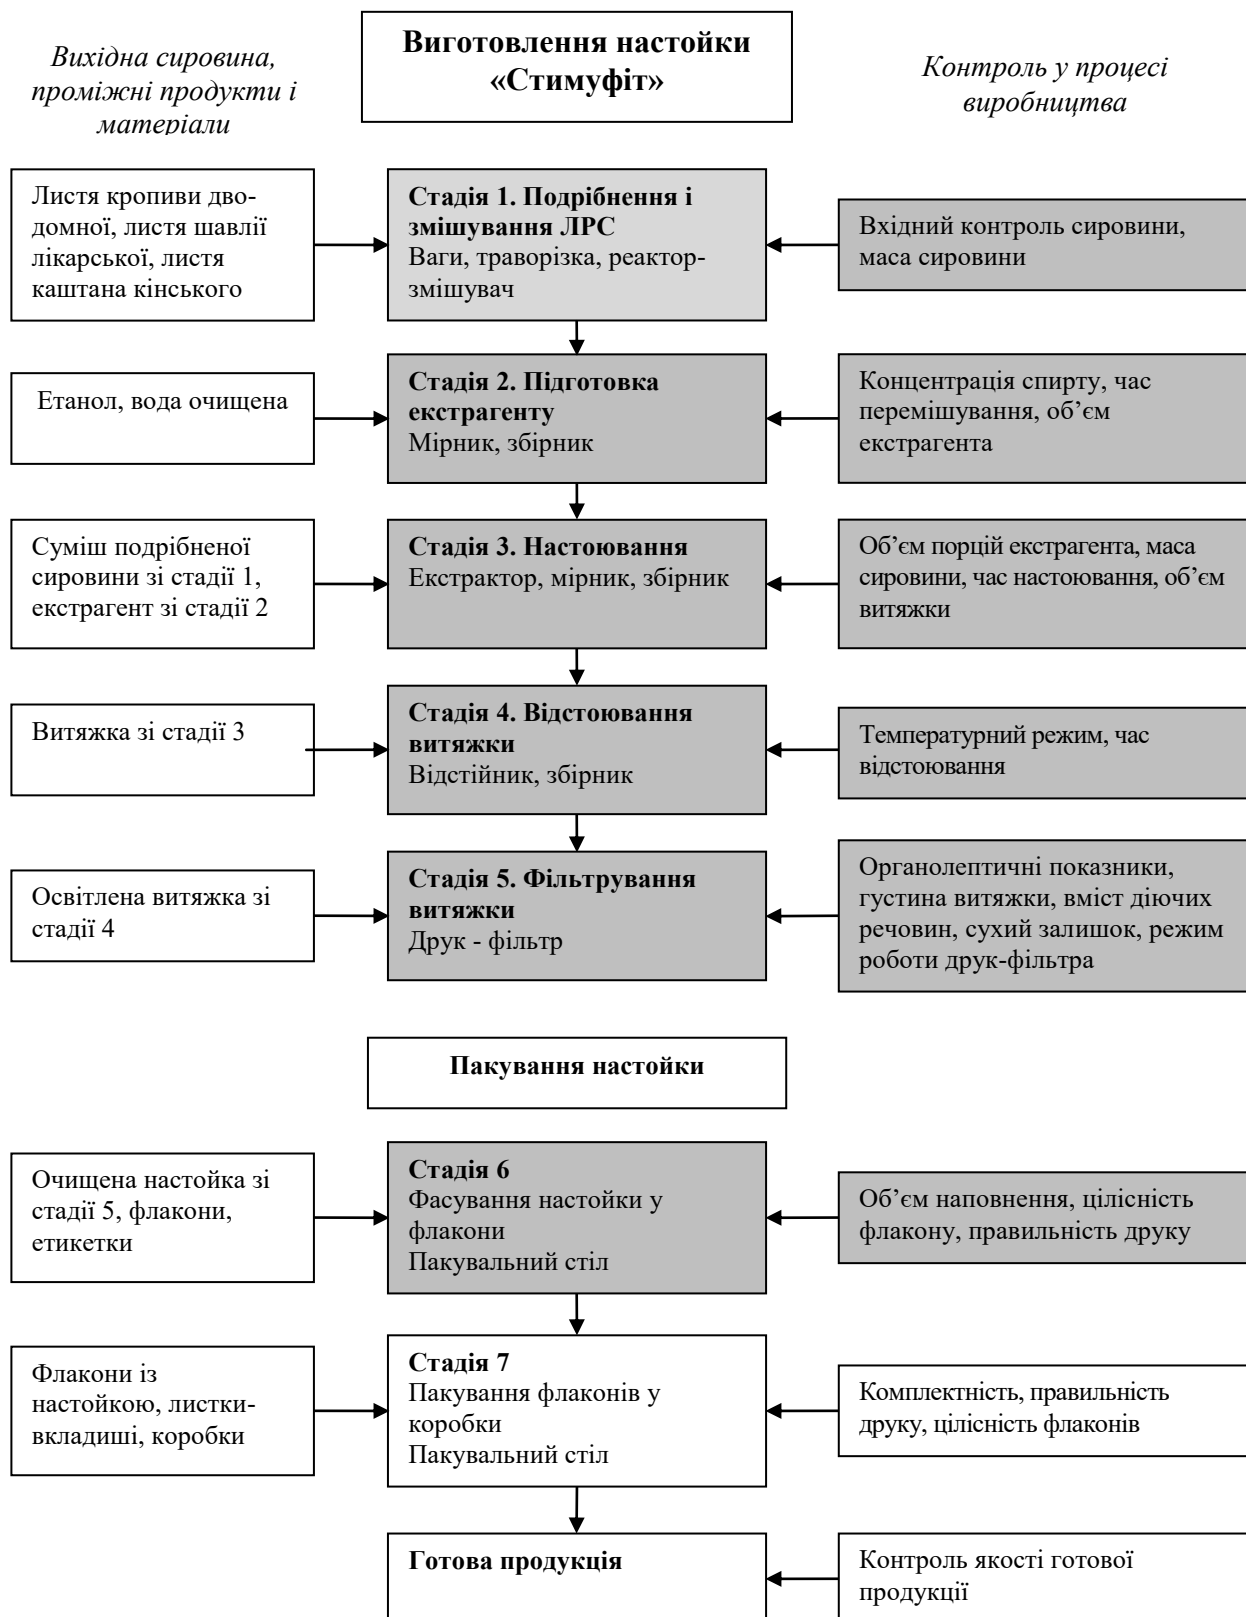 Вихідна сировина,
проміжні продукти і
матеріали
Виготовлення настойки
«Стимуфіт»
Контроль у процесі
виробництва
Листя кропиви дво-
домної, листя шавлії
лікарської, листя
каштана кінського
Стадія 1. Подрібнення і
змішування ЛРС
Ваги, траворізка, реактор-
змішувач
Вхідний контроль сировини,
маса сировини
Етанол, вода очищена
Стадія 2. Підготовка
екстрагенту
Мірник, збірник
Концентрація спирту, час
перемішування, об’єм
екстрагента
Суміш подрібненої
сировини зі стадії 1,
екстрагент зі стадії 2
Стадія 3. Настоювання
Екстрактор, мірник, збірник
Об’єм порцій екстрагента, маса
сировини, час настоювання, об’єм
витяжки
Витяжка зі стадії 3
Стадія 4. Відстоювання
витяжки
Відстійник, збірник
Температурний режим, час
відстоювання
Освітлена витяжка зі
стадії 4
Стадія 5. Фільтрування
витяжки
Друк - фільтр
Органолептичні показники,
густина витяжки, вміст діючих
речовин, сухий залишок, режим
роботи друк-фільтра
Пакування настойки
Очищена настойка зі
стадії 5, флакони,
етикетки
Стадія 6
Фасування настойки у
флакони
Пакувальний стіл
Об’єм наповнення, цілісність
флакону, правильність друку
Флакони із
настойкою, листки-
вкладиші, коробки
Стадія 7
Пакування флаконів у
коробки
Пакувальний стіл
Комплектність, правильність
друку, цілісність флаконів
Готова продукція
Контроль якості готової
продукції